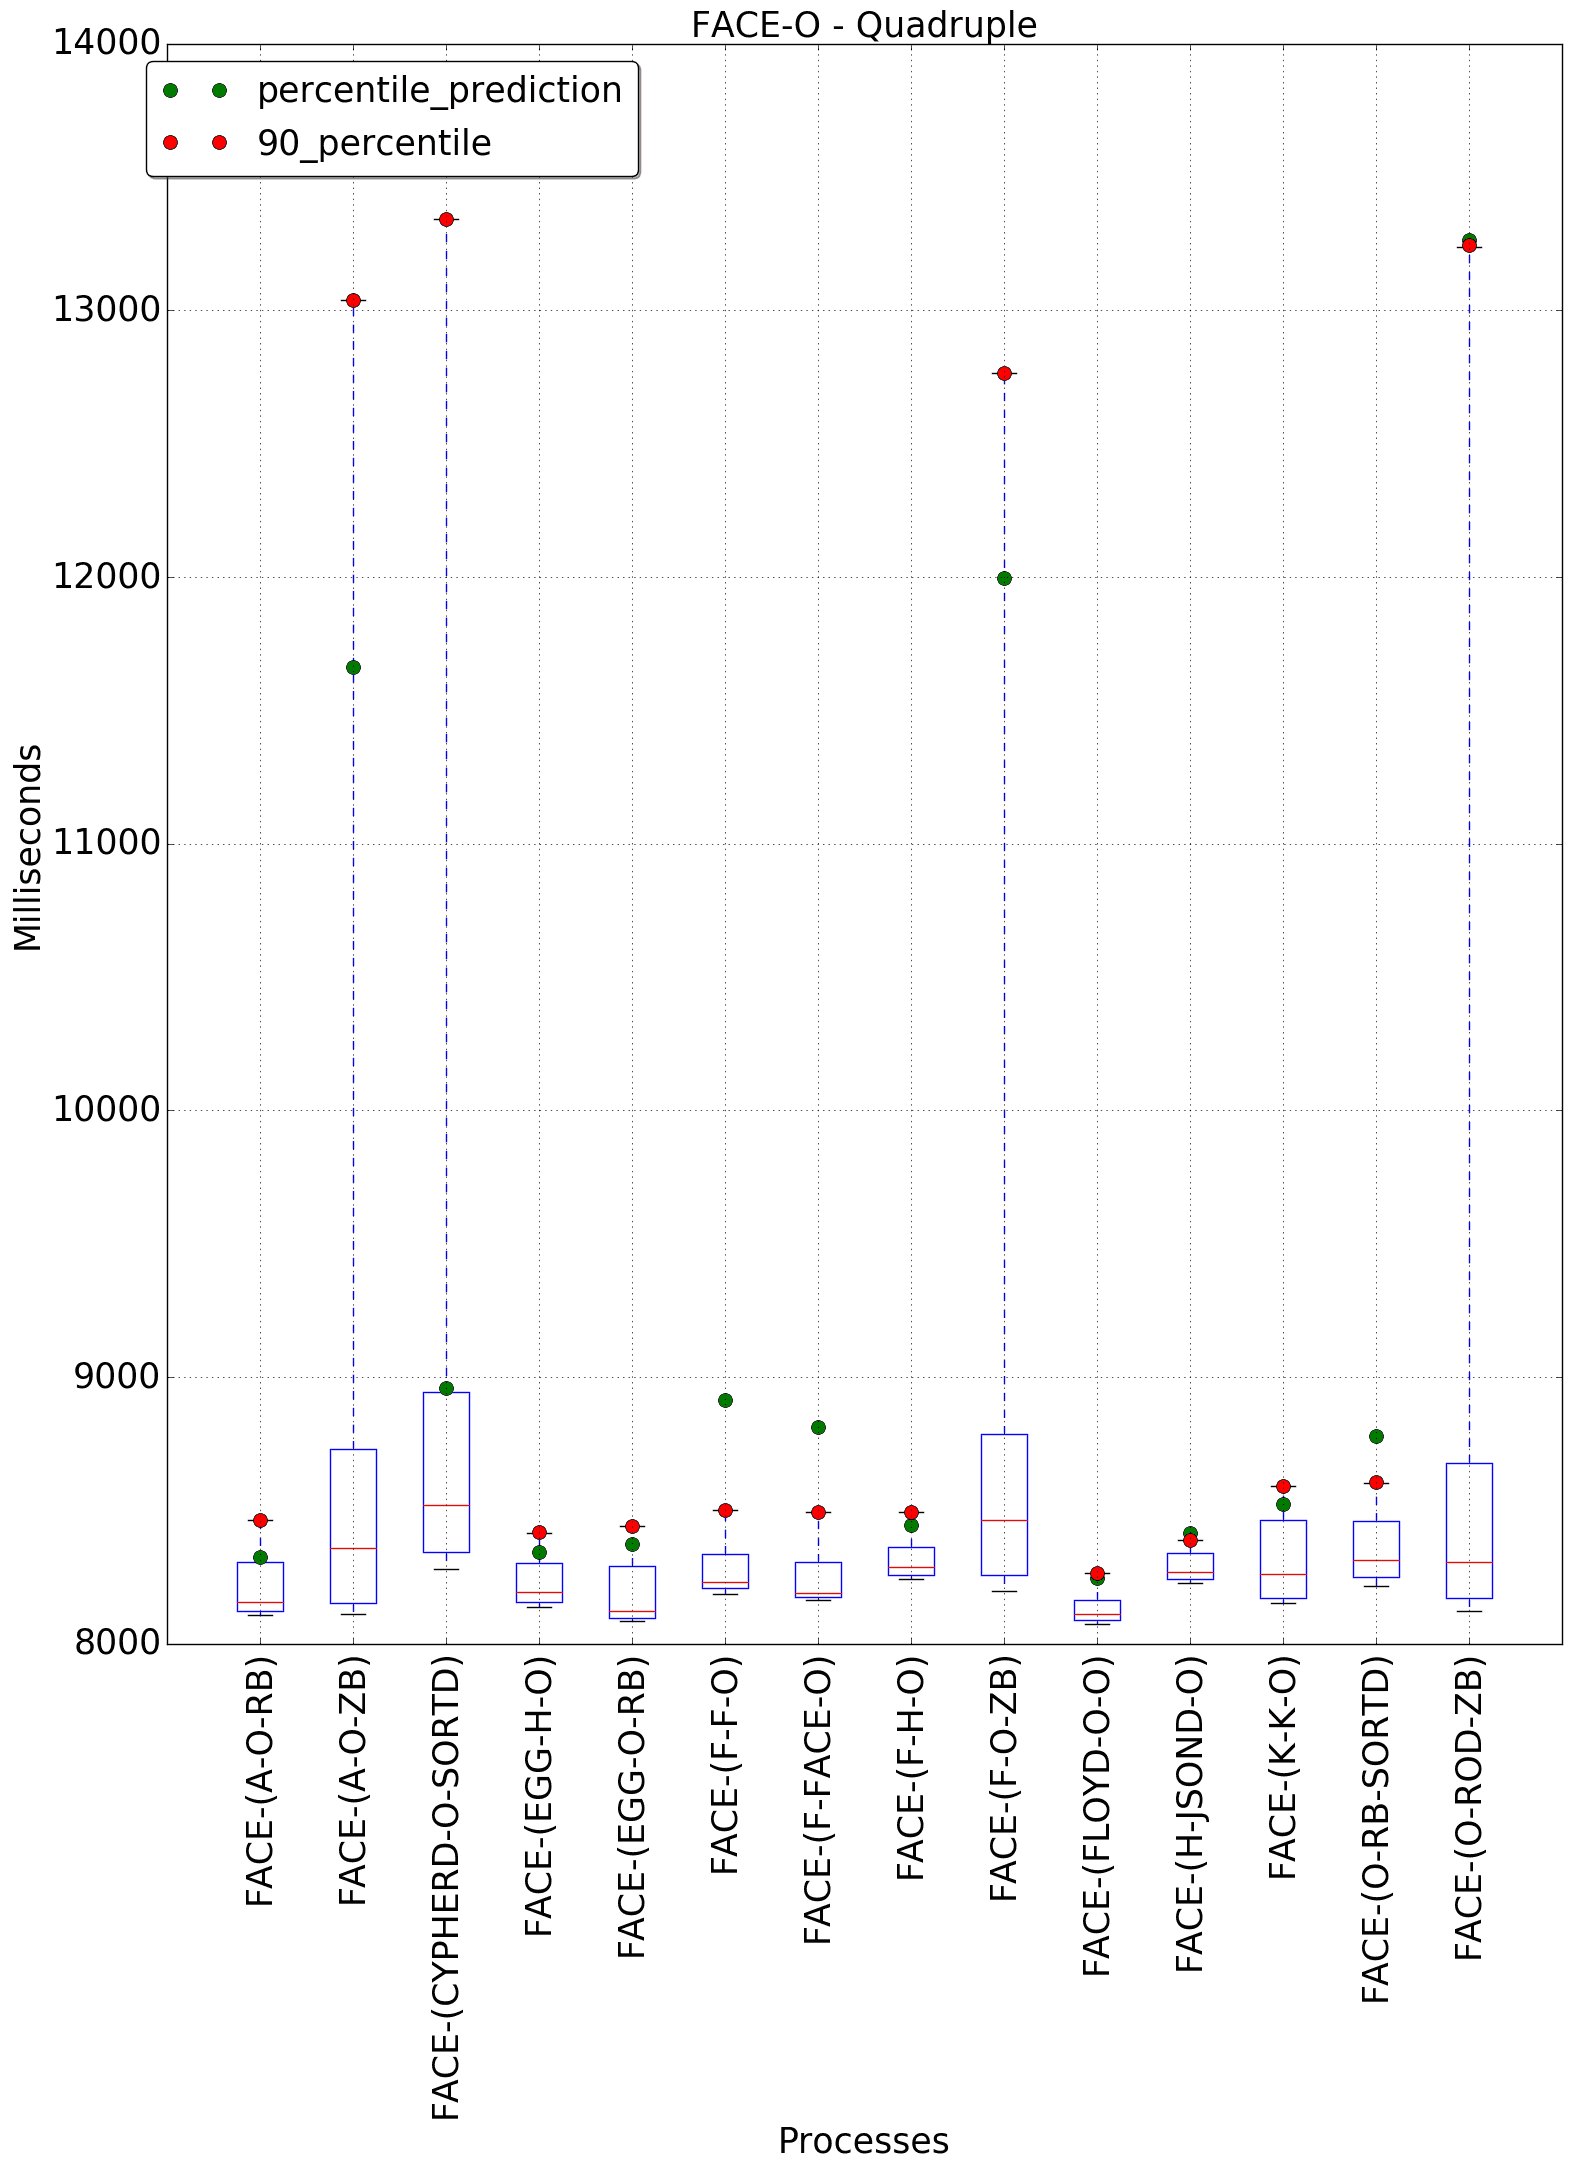 FACE-O - Quadruple
percentile_prediction
90_percentile
14000
13000
12000
11000
10000
9000
8000
Milliseconds
FACE-(A-O-RB)
FACE-(A-O-ZB)
FACE-(CYPHERD-O-SORTD)
FACE-(EGG-H-O)
FACE-(EGG-O-RB)
FACE-(F-F-O)
FACE-(F-FACE-O)
FACE-(F-H-O)
FACE-(F-O-ZB)
FACE-(FLOYD-O-O)
FACE-(H-JSOND-O)
FACE-(K-K-O)
FACE-(O-RB-SORTD)
FACE-(O-ROD-ZB)
Processes